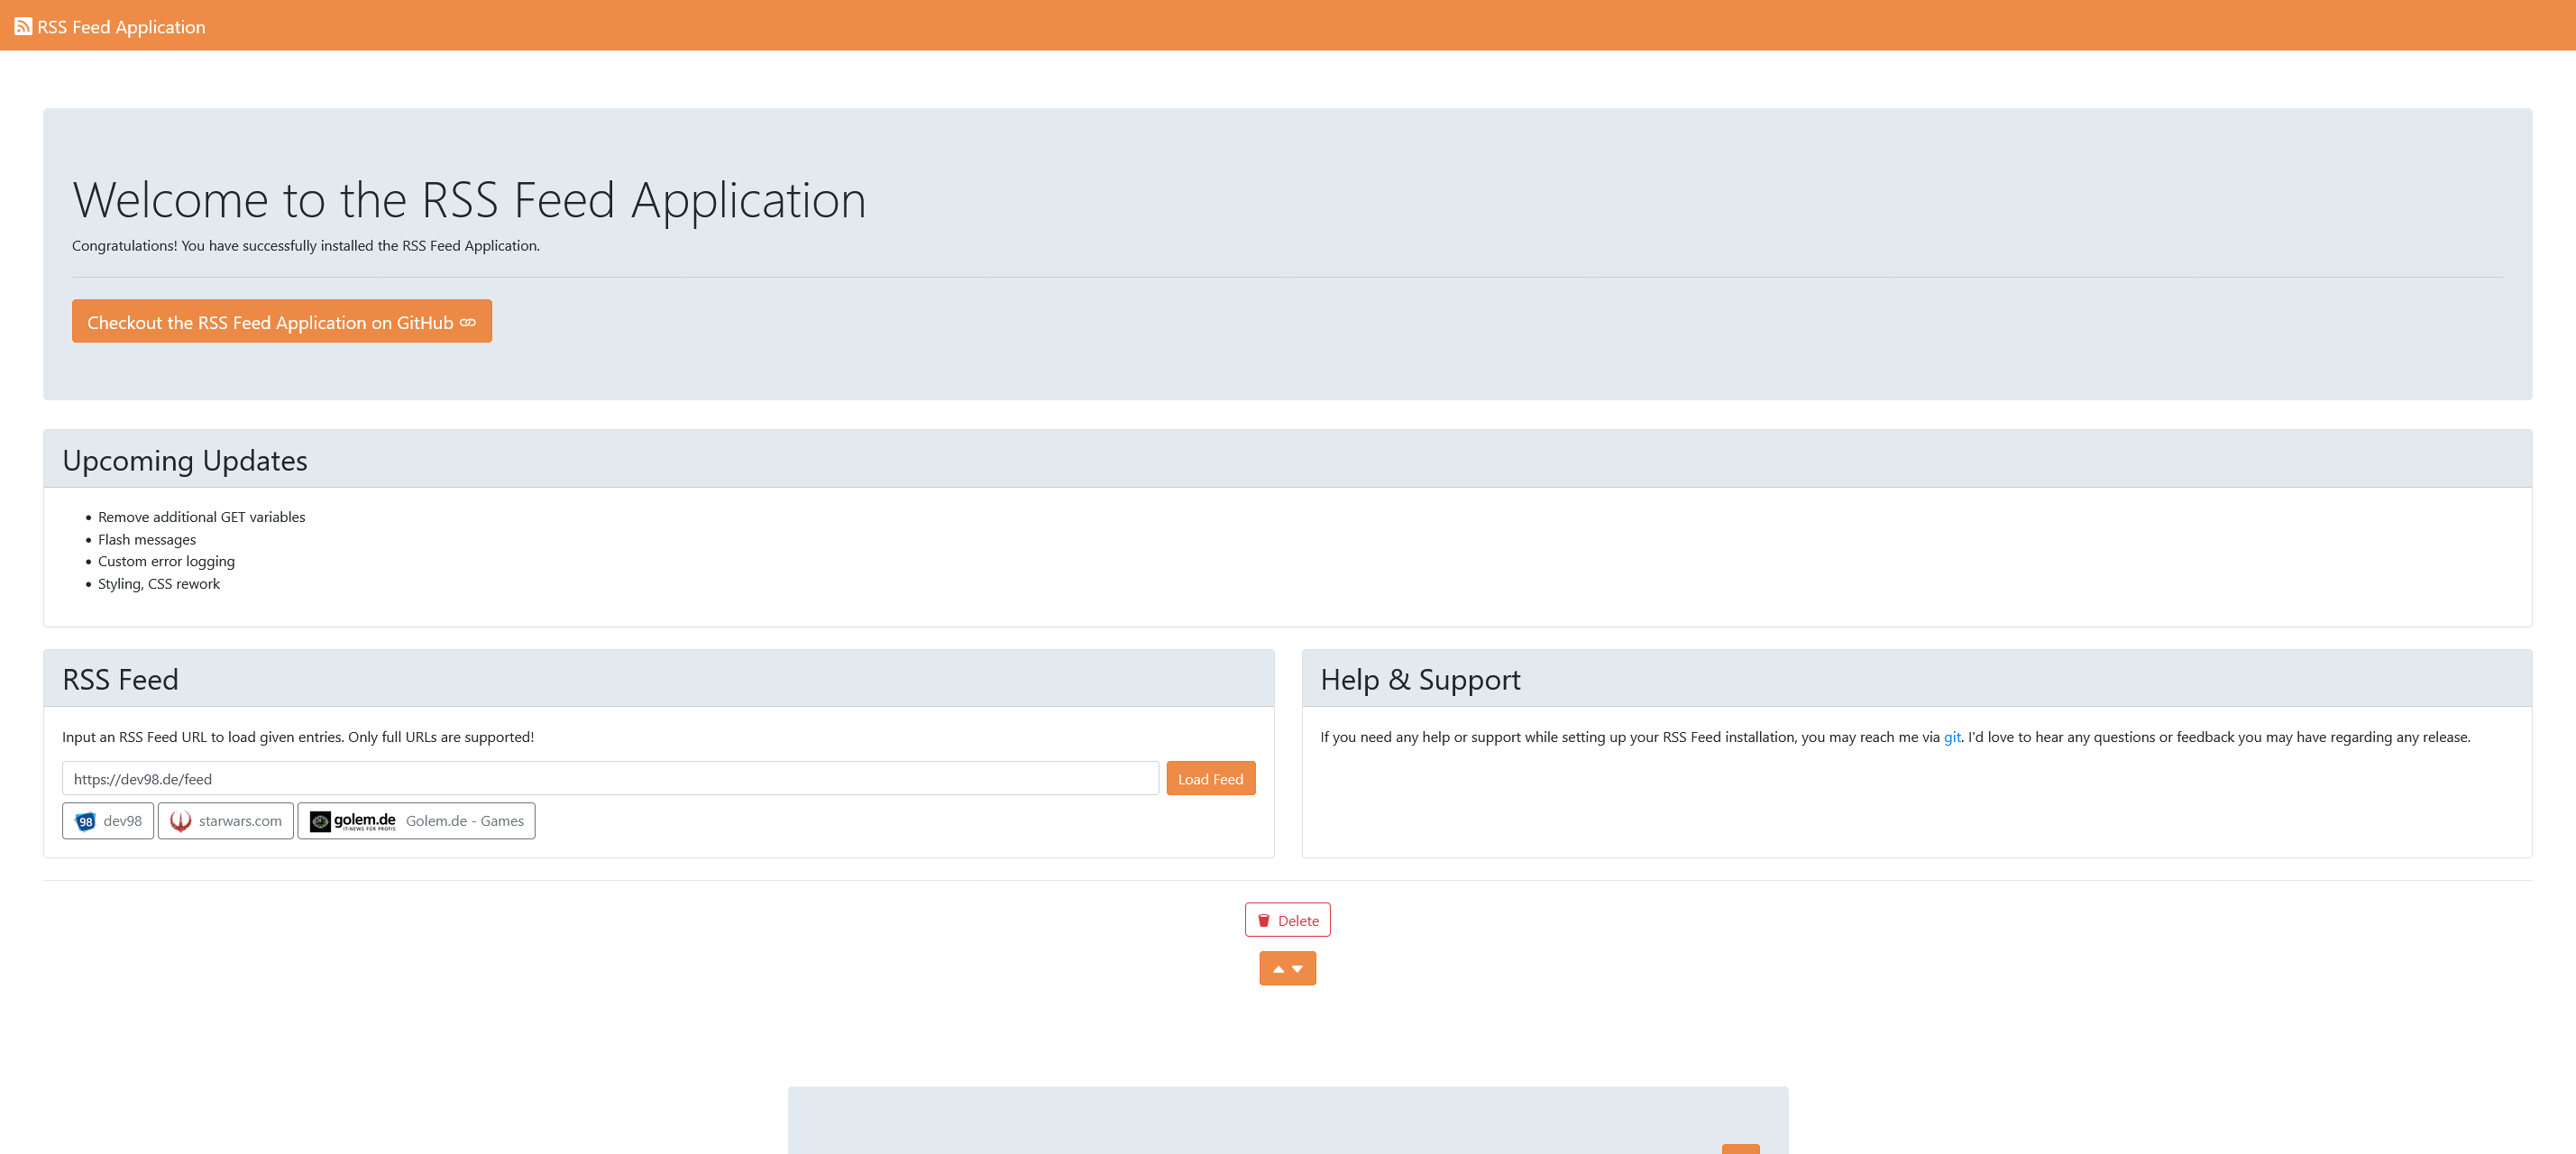 RSS Feed Application
Welcome to the RSS Feed Application
Congratulations! You have successfully installed the RSS Feed Application.
Checkout the RSS Feed Application on GitHub
Upcoming Updates
Remove additional GET variables
Flash messages
Custom error logging
Styling, CSS rework
RSS Feed
Input an RSS Feed URL to load given entries. Only full URLs are supported!
https://dev98.de/feed
Load Feed
98 dev98
starwars.com
golem.de IT-NEWS FÜR PROFIS Golem.de - Games
Help & Support
If you need any help or support while setting up your RSS Feed installation, you may reach me via git. I'd love to hear any questions or feedback you may have regarding any release.
Delete